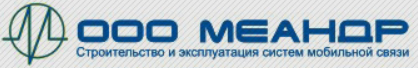 ООО МЕАНДР
Строительство и эксплуатация систем мобильной связи